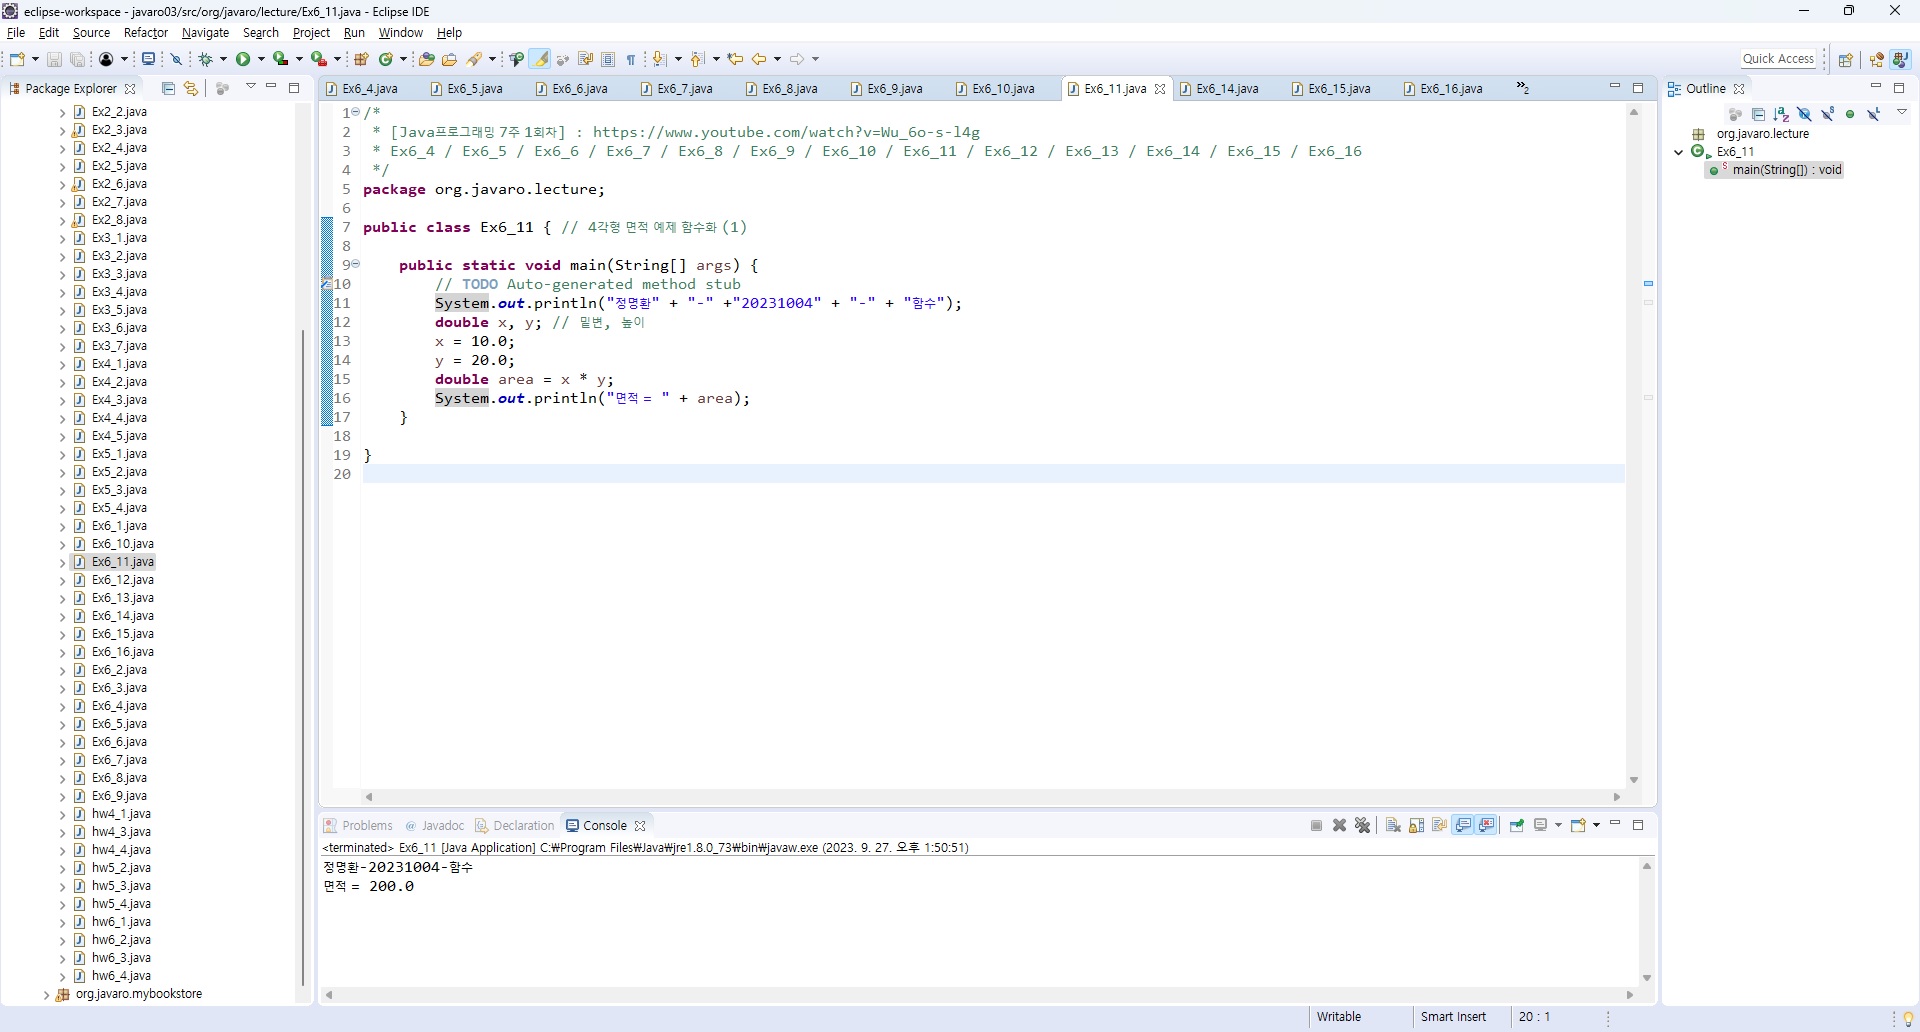 eclipse-workspace - javaro03/src/org/javaro/lecture/Ex6_11.java - Eclipse IDE
File Edit Source Refactor Navigate Search Project Run Window Help
Quick Access
Package Explorer
Ex2_2.java
Ex2_3.java
Ex2_4.java
Ex2_5.java
Ex2_6.java
Ex2_7.java
Ex2_8.java
Ex3_1.java
Ex3_2.java
Ex3_3.java
Ex3_4.java
Ex3_5.java
Ex3_6.java
Ex3_7.java
Ex4_1.java
Ex4_2.java
Ex4_3.java
Ex4_4.java
Ex4_5.java
Ex5_1.java
Ex5_2.java
Ex5_3.java
Ex5_4.java
Ex6_1.java
Ex6_10.java
Ex6_11.java
Ex6_12.java
Ex6_13.java
Ex6_14.java
Ex6_15.java
Ex6_16.java
Ex6_2.java
Ex6_3.java
Ex6_4.java
Ex6_5.java
Ex6_6.java
Ex6_7.java
Ex6_8.java
Ex6_9.java
hw4_1.java
hw4_3.java
hw4_4.java
hw5_2.java
hw5_3.java
hw5_4.java
hw6_1.java
hw6_2.java
hw6_3.java
hw6_4.java
org.javaro.mybookstore
Ex6_4.java Ex6_5.java Ex6_6.java Ex6_7.java Ex6_8.java Ex6_9.java Ex6_10.java Ex6_11.java Ex6_14.java Ex6_15.java Ex6_16.java »2
1 /*
2 * [Java프로그래밍 7주 1회차] : https://www.youtube.com/watch?v=Wu_6o-s-l4g
3 * Ex6_4 / Ex6_5 / Ex6_6 / Ex6_7 / Ex6_8 / Ex6_9 / Ex6_10 / Ex6_11 / Ex6_12 / Ex6_13 / Ex6_14 / Ex6_15 / Ex6_16
4 */
5 package org.javaro.lecture;
6
7 public class Ex6_11 { // 4각형 면적 예제 함수화 (1)
8
9 public static void main(String[] args) {
10 // TODO Auto-generated method stub
11 System.out.println("정명환" + "-" +"20231004" + "-" + "함수");
12 double x, y; // 밑변, 높이
13 x = 10.0;
14 y = 20.0;
15 double area = x * y;
16 System.out.println("면적 = " + area);
17 }
18
19 }
20
Outline
org.javaro.lecture
Ex6_11
main(String[]) : void
Problems @ Javadoc Declaration Console
<terminated> Ex6_11 [Java Application] C:₩Program Files₩Java₩jre1.8.0_73₩bin₩javaw.exe (2023. 9. 27. 오후 1:50:51)
정명환-20231004-함수
면적 = 200.0
Writable Smart Insert 20 : 1